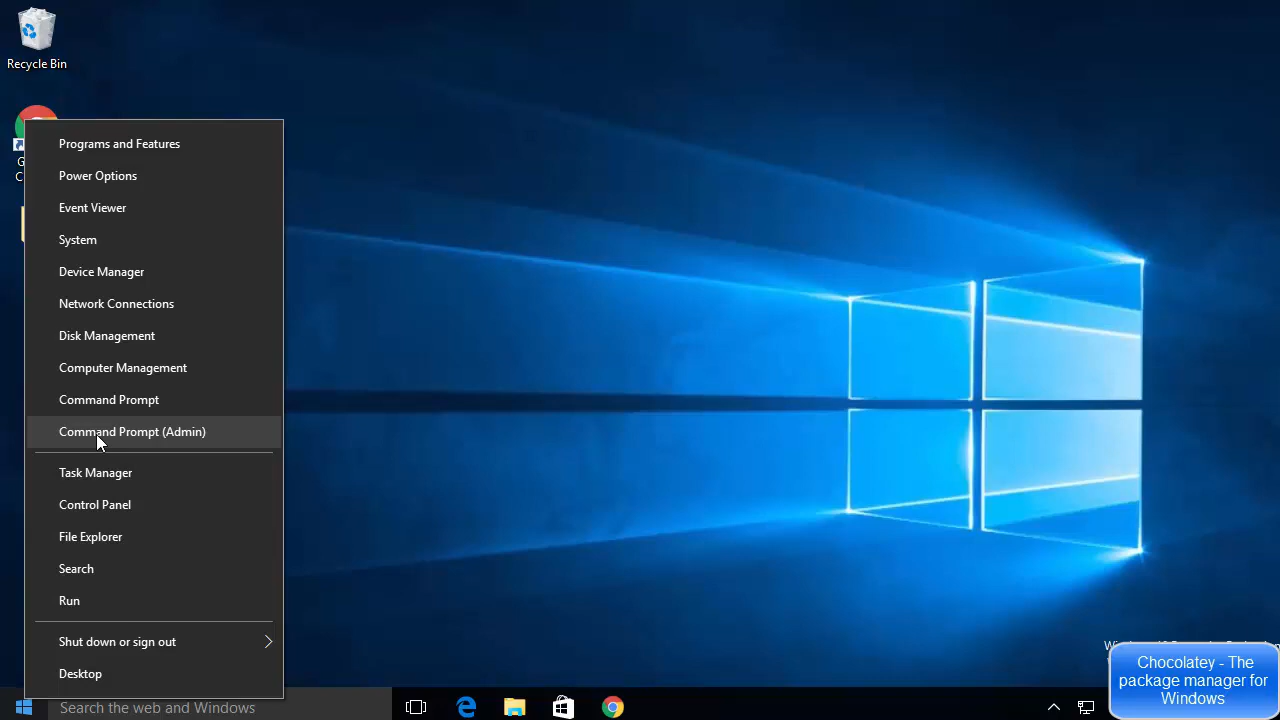 Recycle Bin
G
C
Programs and Features
Power Options
Event Viewer
System
Device Manager
Network Connections
Disk Management
Computer Management
Command Prompt
Command Prompt (Admin)
Task Manager
Control Panel
File Explorer
Search
Run
Shut down or sign out
Desktop
Search the web and Windows
Chocolatey - The
package manager for
Windows